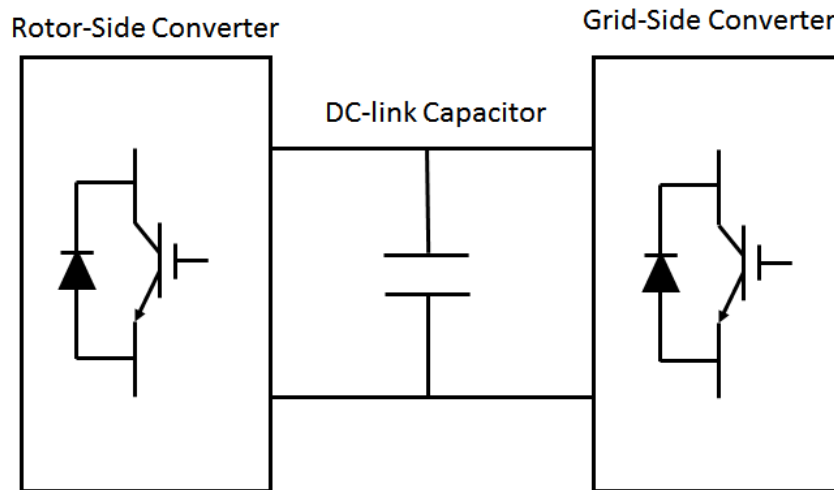 Rotor-Side Converter
Grid-Side Converter
DC-link Capacitor